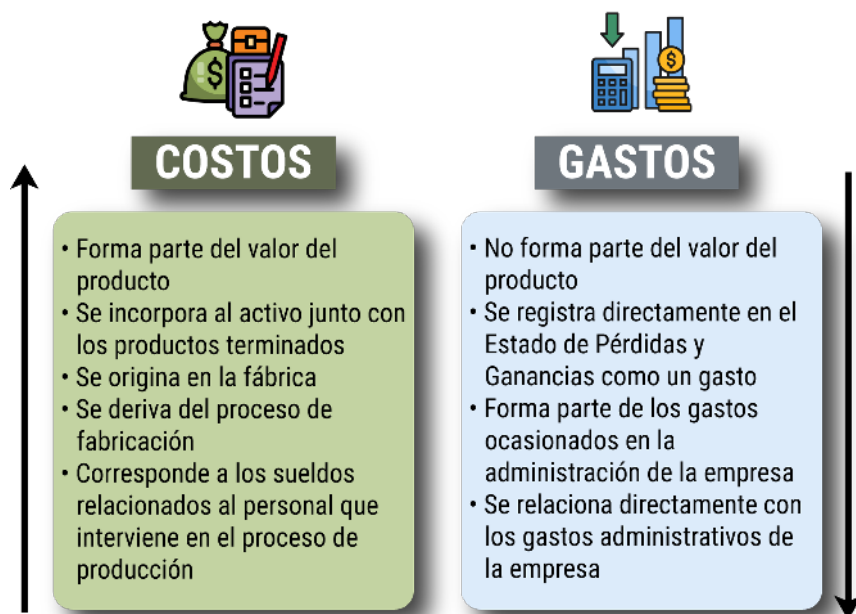 COSTOS
• Forma parte del valor del
producto
• Se incorpora al activo junto con
los productos terminados
• Se origina en la fábrica
• Se deriva del proceso de
fabricación
• Corresponde a los sueldos
relacionados al personal que
interviene en el proceso de
producción
GASTOS
• No forma parte del valor del
producto
• Se registra directamente en el
Estado de Pérdidas y
Ganancias como un gasto
• Forma parte de los gastos
ocasionados en la
administración de la empresa
• Se relaciona directamente con
los gastos administrativos de
la empresa